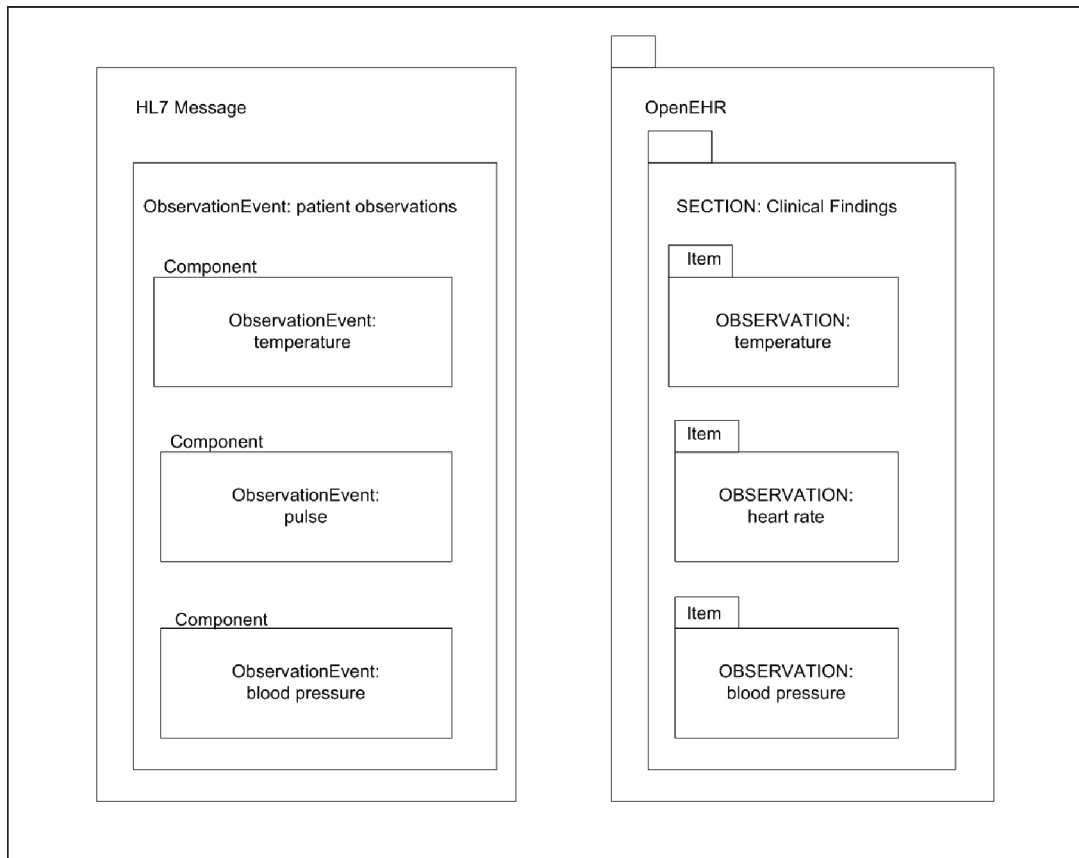 HL7 Message
ObservationEvent: patient observations
Component
ObservationEvent:
temperature
Component
ObservationEvent:
pulse
Component
ObservationEvent:
blood pressure
OpenEHR
SECTION: Clinical Findings
Item
OBSERVATION:
temperature
Item
OBSERVATION:
heart rate
Item
OBSERVATION:
blood pressure